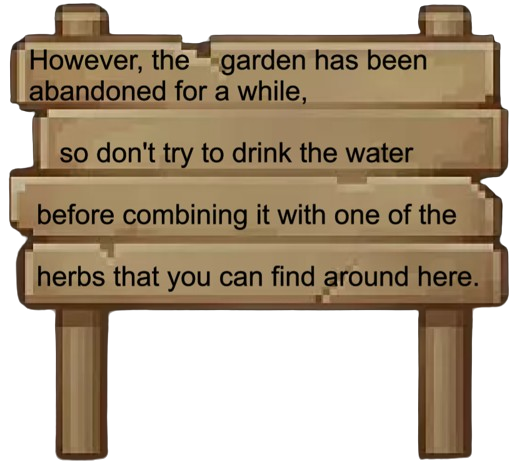 However, the garden has been
abandoned for a while,
so don't try to drink the water
before combining it with one of the
herbs that you can find around here.